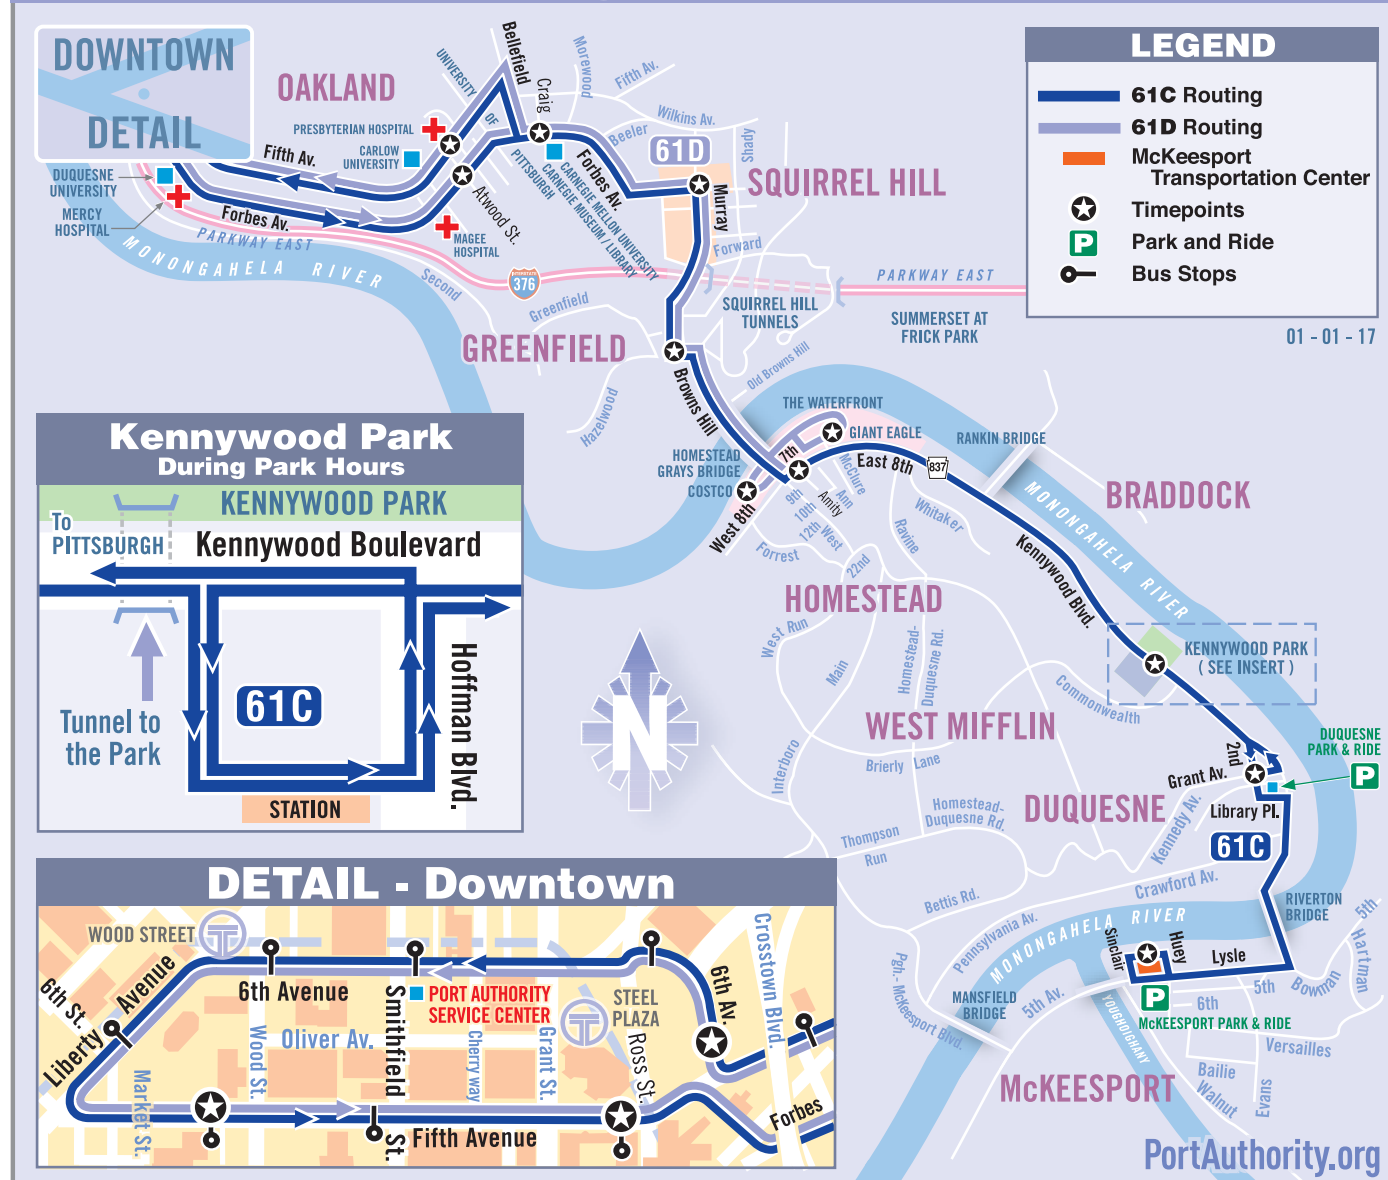 DOWNTOWN
DETAIL
OAKLAND
UNIVERSITY
OF
PITTSBURGH
Bellefield
Craig
Morewood
Fifth Av.
Wilkins Av.
Beeler
Shady
61D
PRESBYTERIAN HOSPITAL
CARLOW
UNIVERSITY
Fifth Av.
DUQUESNE
UNIVERSITY
MERCY
HOSPITAL
Forbes Av.
Atwood St.
MAGEE
HOSPITAL
CARNEGIE MELLON UNIVERSITY
CARNEGIE MUSEUM / LIBRARY
Forbes Av.
SQUIRREL HILL
Murray
Forward
PARKWAY EAST
MONONGAHELA RIVER
Second
INTERSTATE
376
Greenfield
GREENFIELD
SQUIRREL HILL
TUNNELS
PARKWAY EAST
SUMMERSET AT
FRICK PARK
LEGEND
61C Routing
61D Routing
McKeesport
Transportation Center
Timepoints
P
Park and Ride
Bus Stops
01 - 01 - 17
Old Browns Hill
Browns Hill
Hazelwood
THE WATERFRONT
GIANT EAGLE
HOMESTEAD
GRAYS BRIDGE
COSTCO
7th
East 8th
837
West 8th
McClure
Ann
Amity
9th
10th
12th
West
22nd
Forrest
Ravine
Whitaker
RANKIN BRIDGE
BRADDOCK
MONONGAHELA RIVER
Kennywood Blvd.
HOMESTEAD
West Run
Main
Homestead-
Duquesne Rd.
Commonwealth
KENNYWOOD PARK
( SEE INSERT )
WEST MIFFLIN
Interboro
Brierly Lane
Homestead-
Duquesne Rd.
Thompson
Run
DUQUESNE
2nd
Grant Av.
Library Pl.
Kennedy Av.
61C
DUQUESNE
PARK & RIDE
P
Crawford Av.
Bettis Rd.
Pennsylvania Av.
MONONGAHELA RIVER
RIVERTON
BRIDGE
5th
Hartman
Sinclair
Huey
Lysle
Pgh.- McKeesport Blvd.
MANSFIELD
BRIDGE
5th Av.
P
McKEESPORT PARK & RIDE
6th
5th
Bowman
YOUGHIOGHANY
Versailles
Bailie
Walnut
Evans
McKEESPORT
PortAuthority.org
Kennywood Park
During Park Hours
KENNYWOOD PARK
To
PITTSBURGH
Kennywood Boulevard
61C
Hoffman Blvd.
Tunnel to
the Park
STATION
N
DETAIL - Downtown
WOOD STREET
T
6th St.
Liberty Avenue
6th Avenue
Smithfield St.
PORT AUTHORITY
SERVICE CENTER
STEEL
PLAZA
T
6th Av.
Crosstown Blvd.
Market St.
Wood St.
Oliver Av.
Cherry way
Grant St.
Ross St.
Fifth Avenue
Forbes